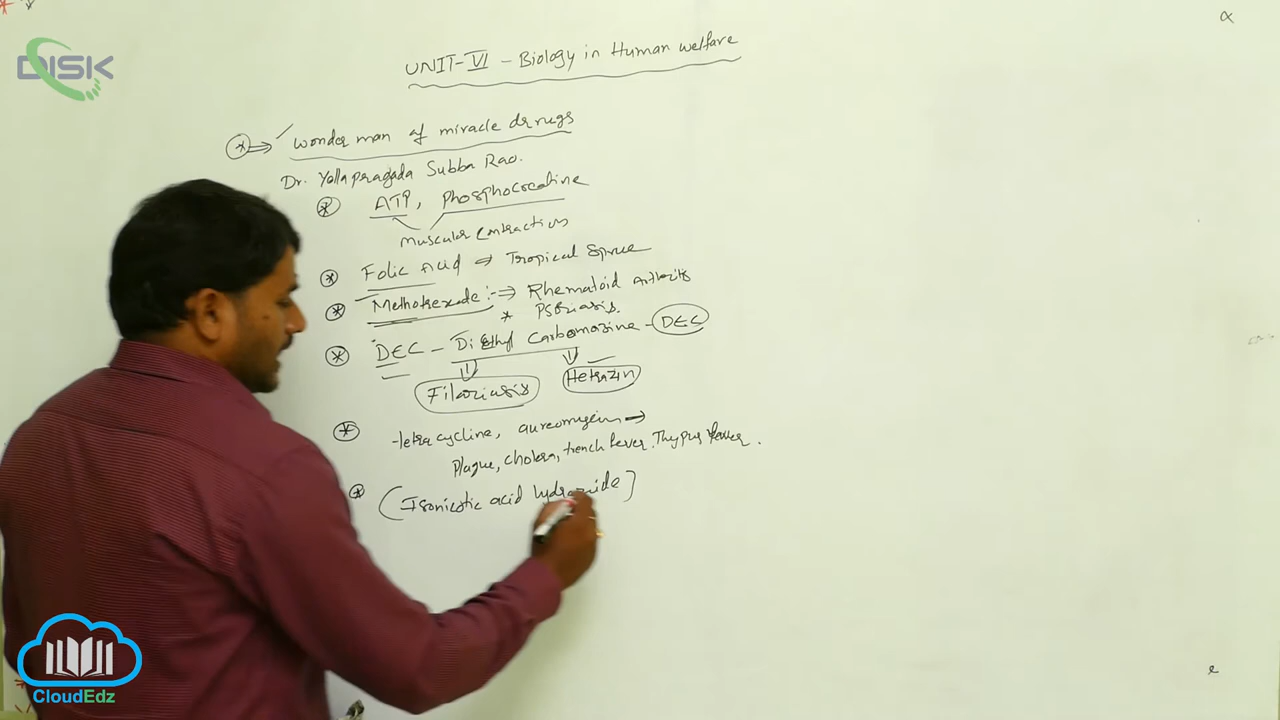 DISK
UNIT-VI - Biology in Human welfare
* ⇒ Wonder man of miracle drugs
Dr. Yellapragada Subba Rao.
* ATP, Phosphocreatine
Muscular contraction
* Folic Acid → Tropical Sprue
* Methotrexade :- ⇒ Rhematoid Arthritis
* Psoriasis.
* DEC - Diethyl Carbamazine - DEC
Filariasis Hetrazin
* tetracycline, aureomycin →
Plague, cholera, trench fever. Thypus fever.
* (Isonicotic acid hydrazide]
CloudEdz